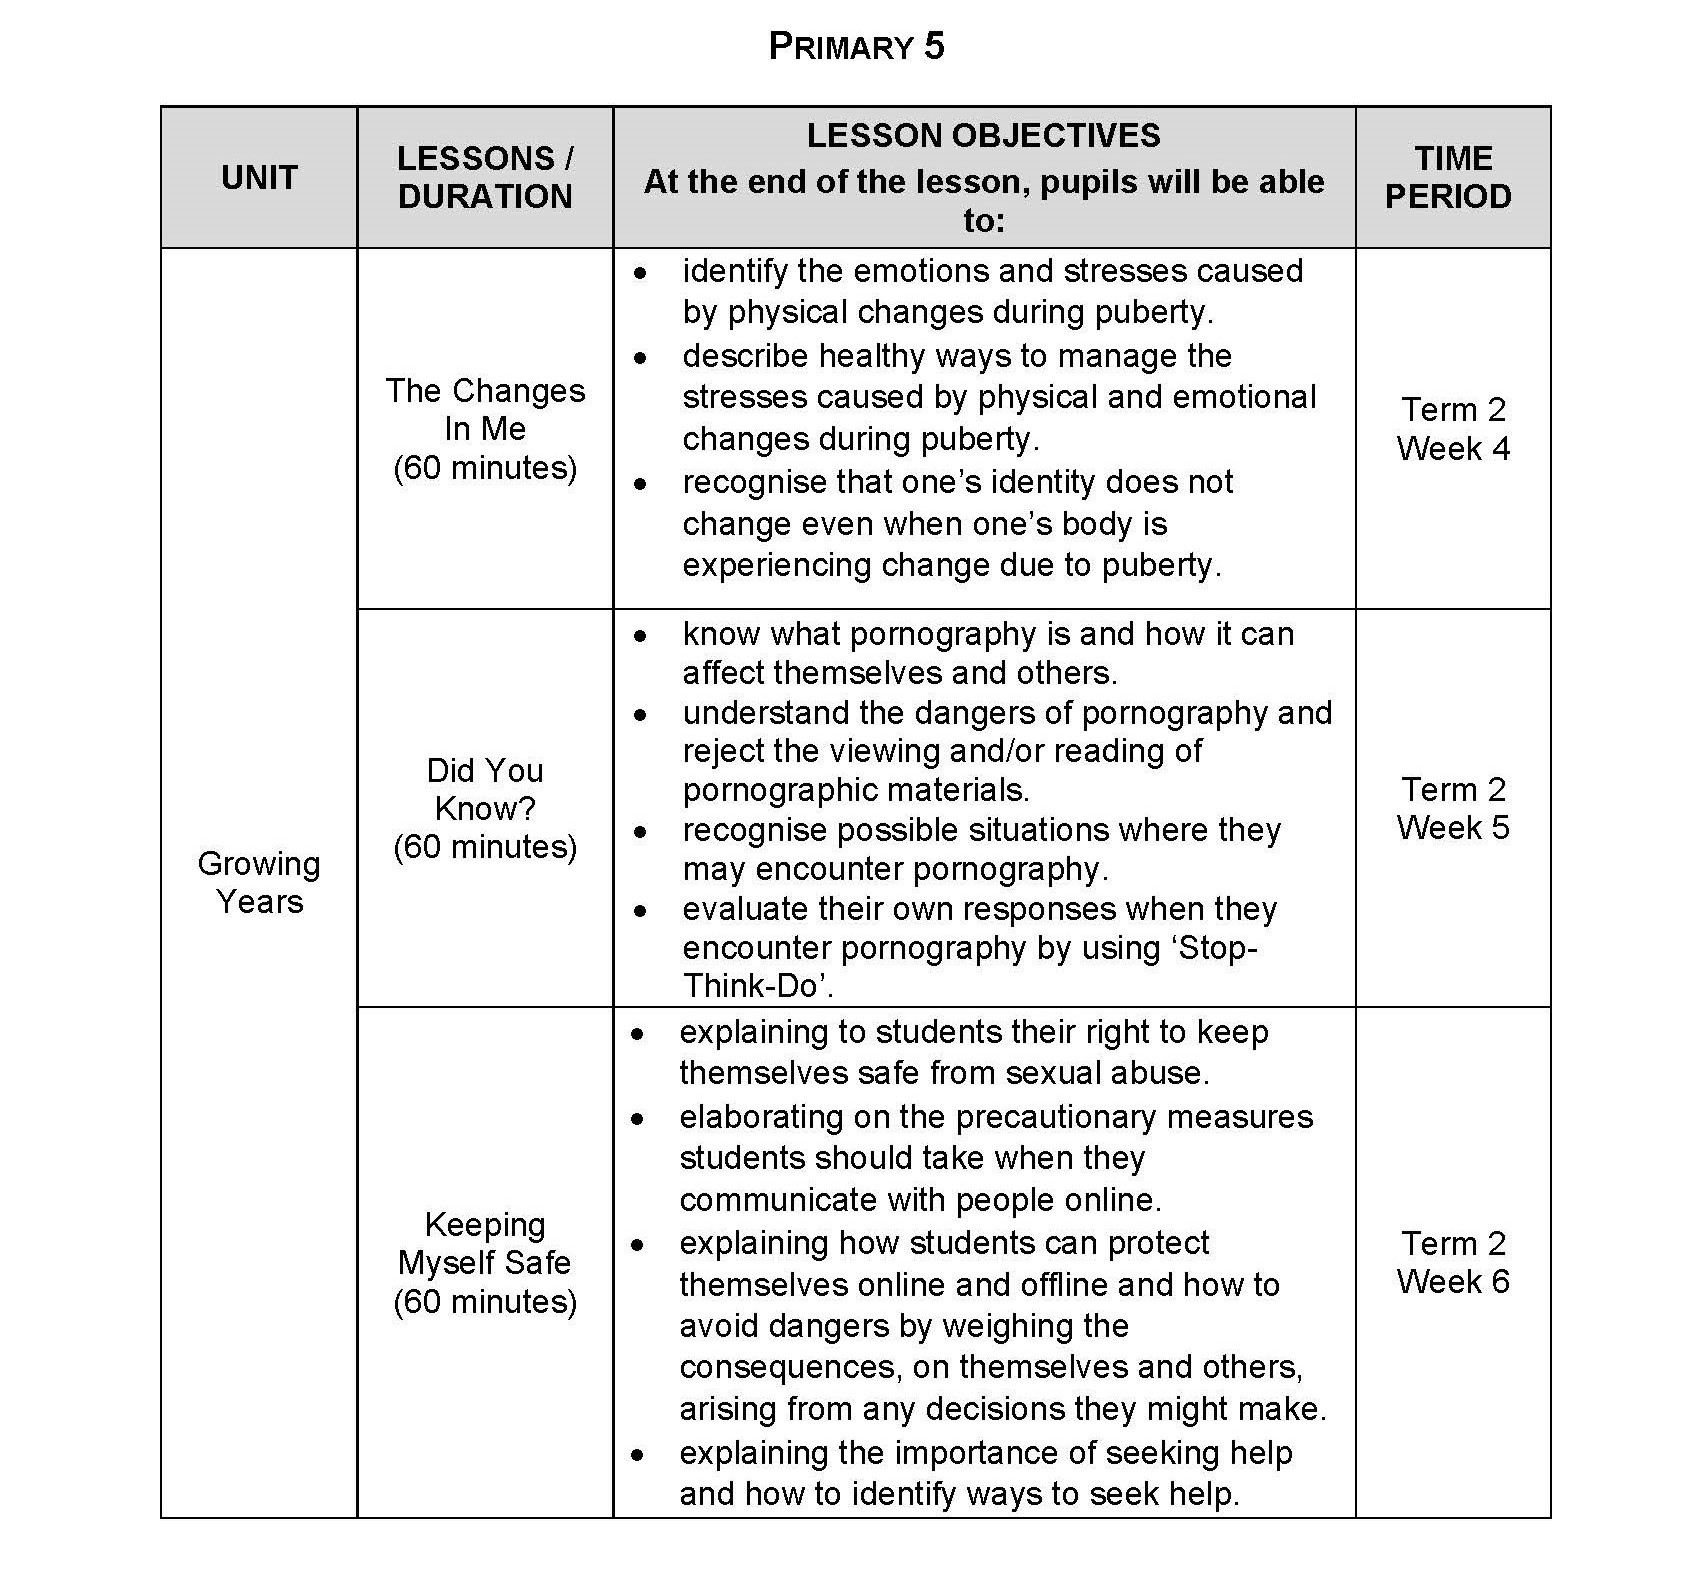 PRIMARY 5
UNIT
LESSONS /
DURATION
LESSON OBJECTIVES
At the end of the lesson, pupils will be able
to:
TIME
PERIOD
Growing
Years
The Changes
In Me
(60 minutes)
• identify the emotions and stresses caused
by physical changes during puberty.
• describe healthy ways to manage the
stresses caused by physical and emotional
changes during puberty.
• recognise that one’s identity does not
change even when one’s body is
experiencing change due to puberty.
Term 2
Week 4
Did You
Know?
(60 minutes)
• know what pornography is and how it can
affect themselves and others.
• understand the dangers of pornography and
reject the viewing and/or reading of
pornographic materials.
• recognise possible situations where they
may encounter pornography.
• evaluate their own responses when they
encounter pornography by using ‘Stop-
Think-Do’.
Term 2
Week 5
Keeping
Myself Safe
(60 minutes)
• explaining to students their right to keep
themselves safe from sexual abuse.
• elaborating on the precautionary measures
students should take when they
communicate with people online.
• explaining how students can protect
themselves online and offline and how to
avoid dangers by weighing the
consequences, on themselves and others,
arising from any decisions they might make.
• explaining the importance of seeking help
and how to identify ways to seek help.
Term 2
Week 6